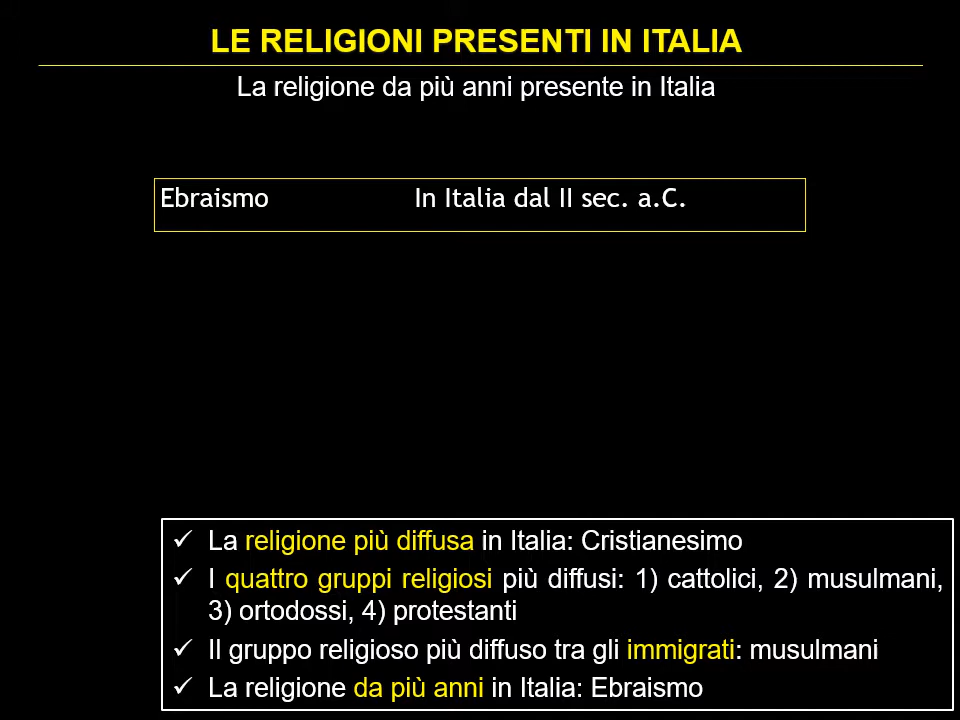 LE RELIGIONI PRESENTI IN ITALIA
La religione da più anni presente in Italia
Ebraismo In Italia dal II sec. a.C.
✓ La religione più diffusa in Italia: Cristianesimo
✓ I quattro gruppi religiosi più diffusi: 1) cattolici, 2) musulmani,
3) ortodossi, 4) protestanti
✓ Il gruppo religioso più diffuso tra gli immigrati: musulmani
✓ La religione da più anni in Italia: Ebraismo